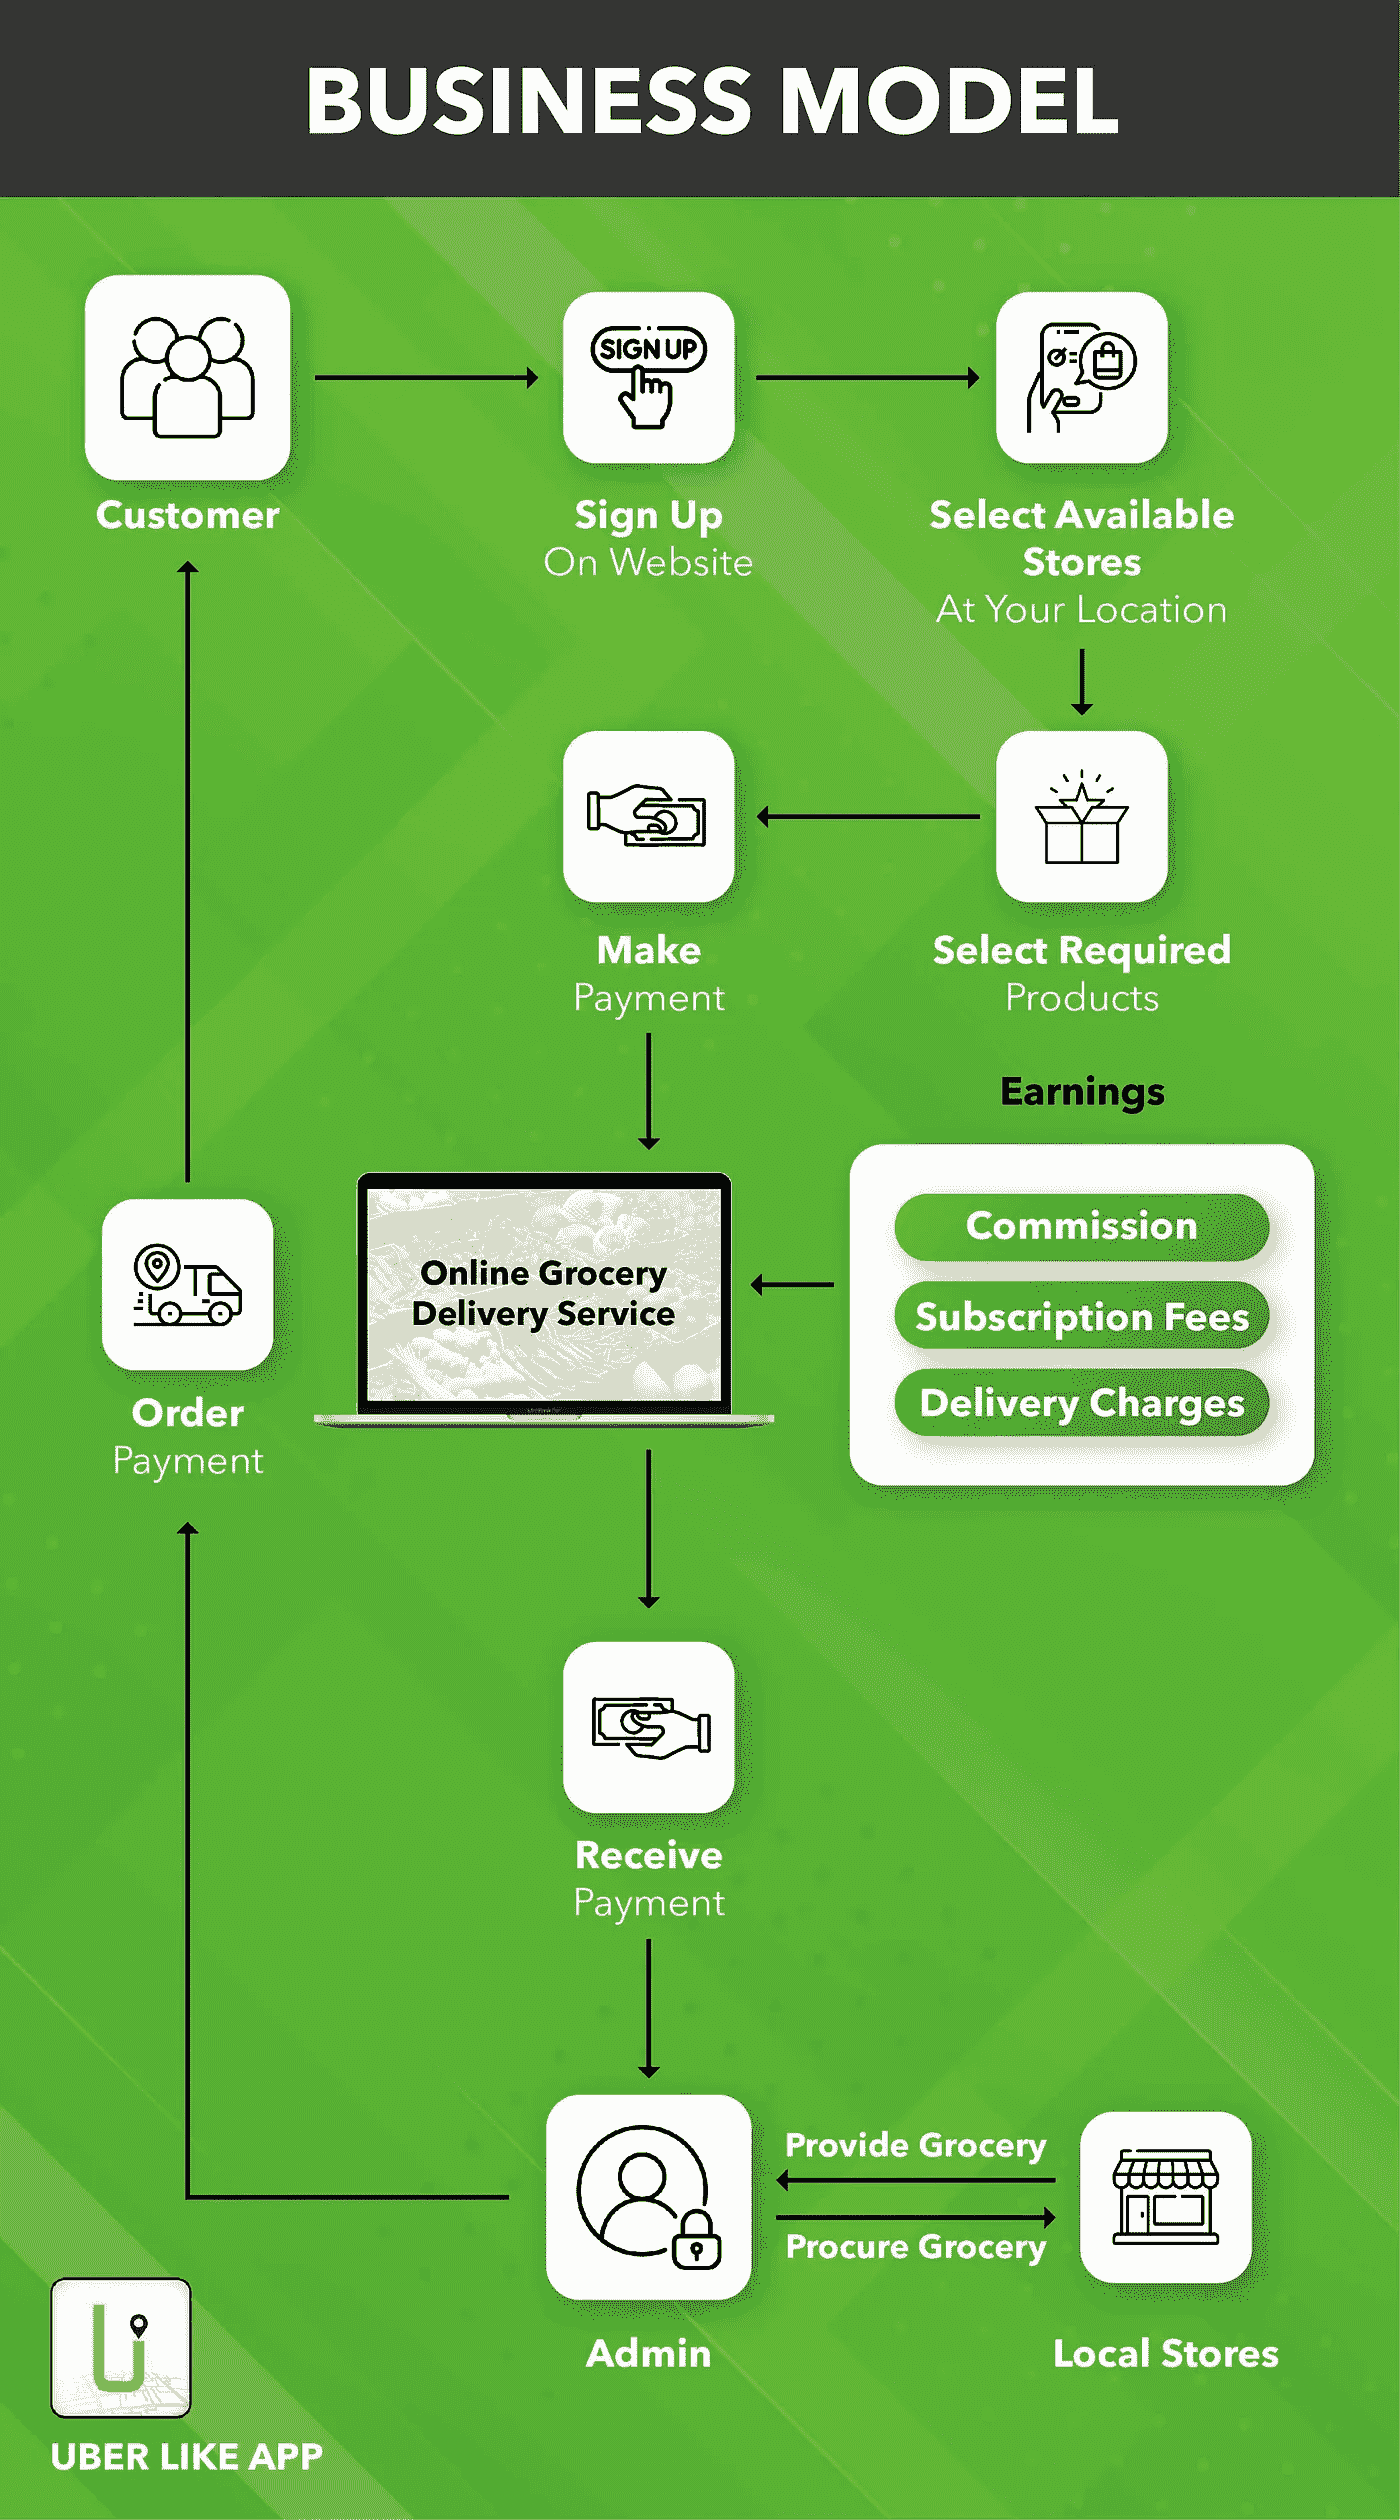 BUSINESS MODEL
SIGN UP
Customer
Sign Up
On Website
Select Available
Stores
At Your Location
Make
Payment
Select Required
Products
Earnings
Commission
Subscription Fees
Delivery Charges
Online Grocery
Delivery Service
Order
Payment
Receive
Payment
Provide Grocery
Procure Grocery
Admin
Local Stores
U
UBER LIKE APP